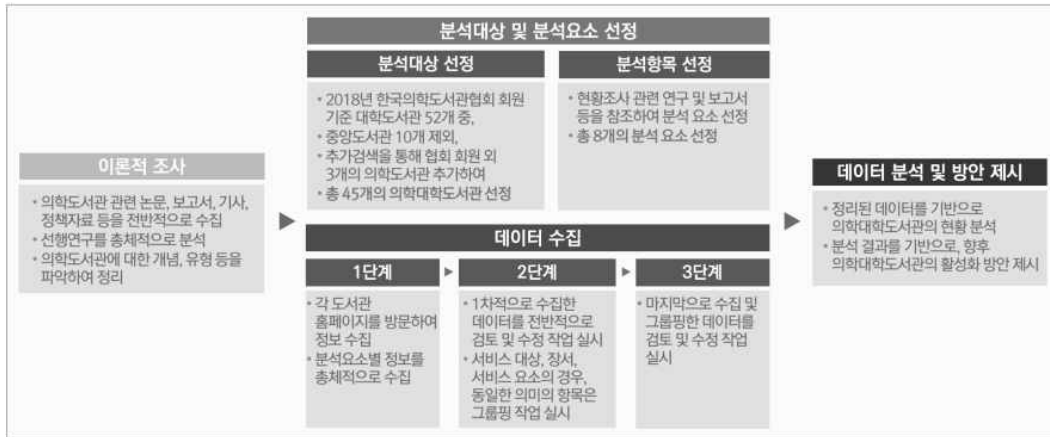 이론적 조사
• 의학도서관 관련 논문, 보고서, 기사,
정책자료 등을 전반적으로 수집
• 선행연구를 총체적으로 분석
• 의학도서관에 대한 개념, 유형 등을
파악하여 정리
분석대상 및 분석요소 선정
분석대상 선정
• 2018년 한국의학도서관협회 회원
기준 대학도서관 52개 중,
• 중앙도서관 10개 제외,
• 추가검색을 통해 협회 회원 외
3개의 의학도서관 추가하여
• 총 45개의 의학대학도서관 선정
분석항목 선정
• 현황조사 관련 연구 및 보고서
등을 참조하여 분석 요소 선정
• 총 8개의 분석 요소 선정
데이터 수집
1단계
• 각 도서관
홈페이지를 방문하여
정보 수집
• 분석요소별 정보를
총체적으로 수집
2단계
• 1차적으로 수집한
데이터를 전반적으로
검토 및 수정 작업 실시
• 서비스 대상, 장서,
서비스 요소의 경우,
동일한 의미의 항목은
그룹핑 작업 실시
3단계
• 마지막으로 수집 및
그룹핑한 데이터를
검토 및 수정 작업
실시
데이터 분석 및 방안 제시
• 정리된 데이터를 기반으로
의학대학도서관의 현황 분석
• 분석 결과를 기반으로, 향후
의학대학도서관의 활성화 방안 제시